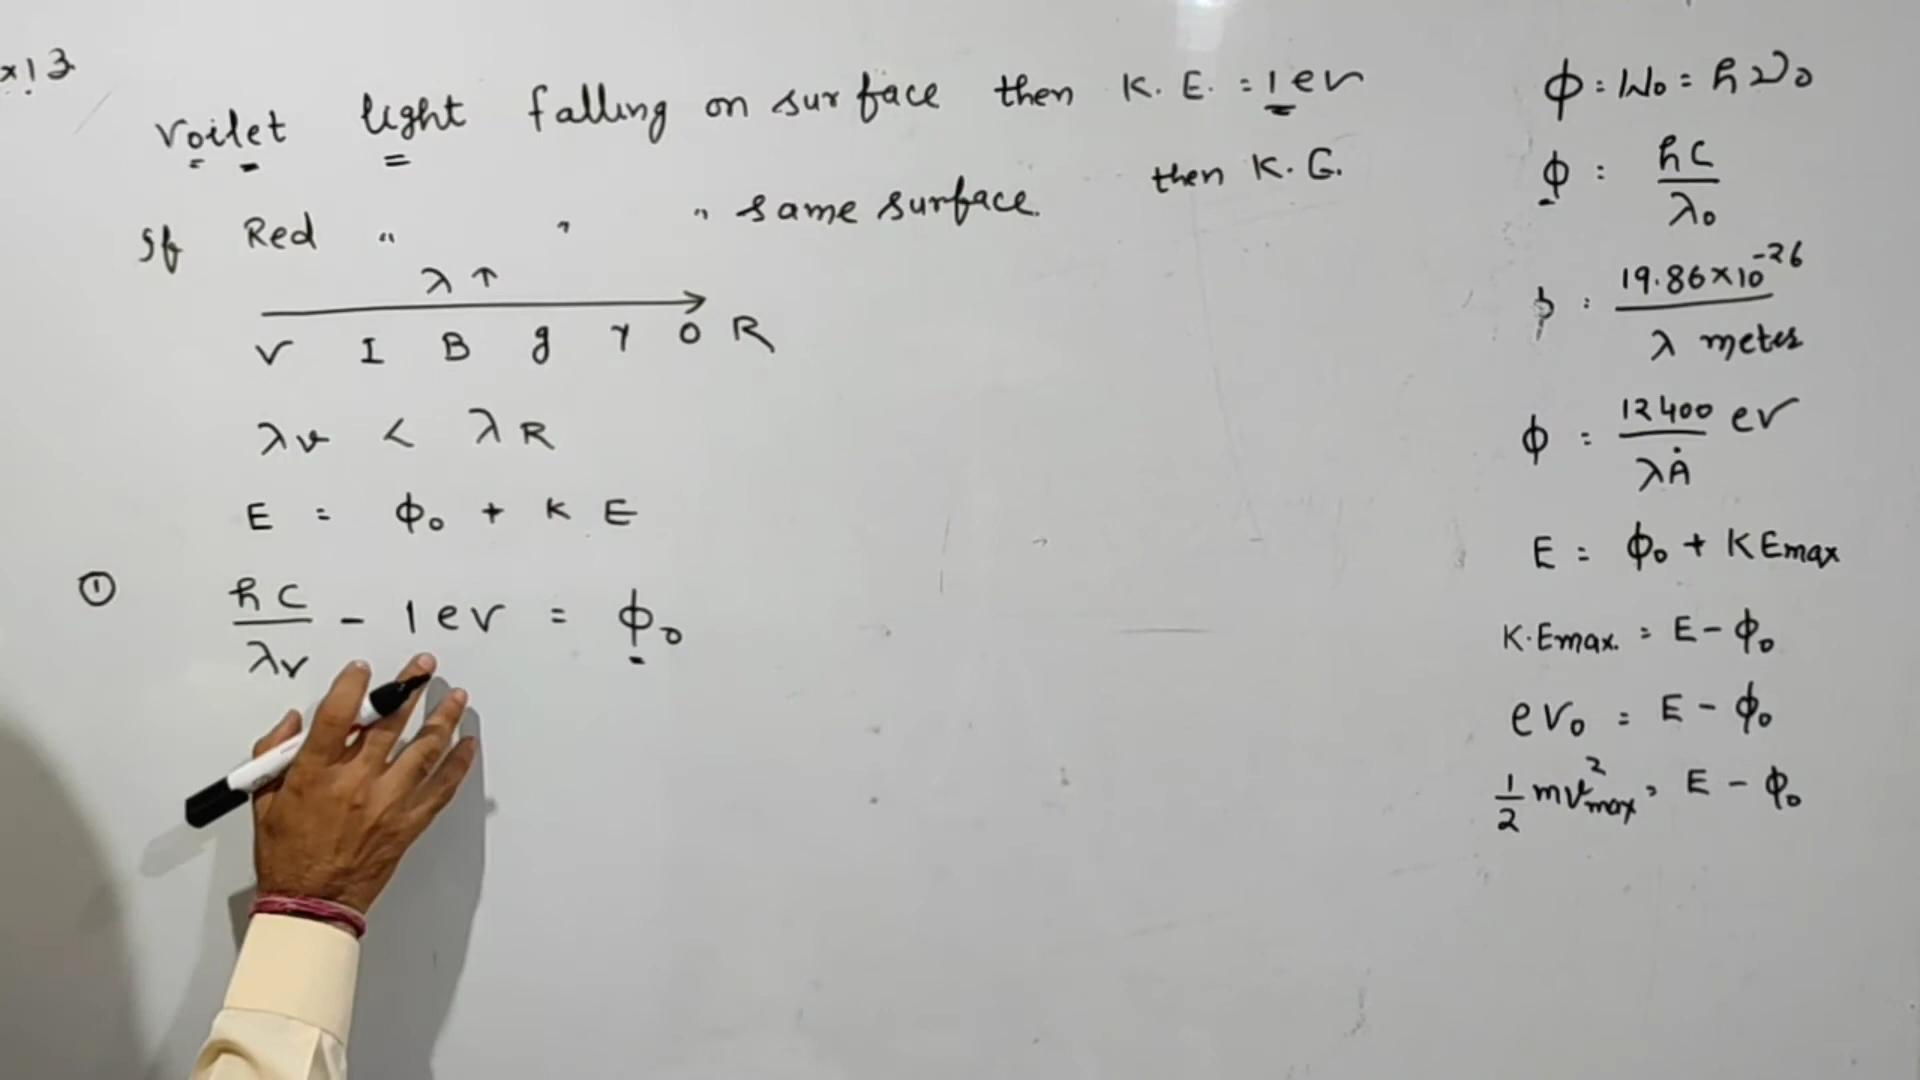 x 13
Voilet light falling on surface then K. E. = 1 ev
If Red " " " same surface. then K. G.
λ ↑
V I B g Y O R
λv < λR
E = ϕ₀ + K E
① hc/λv - 1 ev = ϕ₀
ϕ = W₀ = hν₀
ϕ = hc/λ₀
ϕ = 19.86×10⁻²⁶/λ meter
ϕ = 12400/λÅ ev
E = ϕ₀ + KEmax
K.Emax. = E - ϕ₀
ev₀ = E - ϕ₀
1/2 mv²max = E - ϕ₀